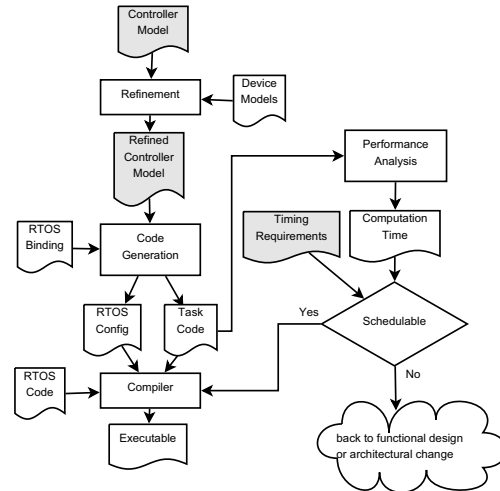 Controller
Model
Refinement
Device
Models
Refined
Controller
Model
Performance
Analysis
RTOS
Binding
Code
Generation
Timing
Requirements
Computation
Time
RTOS
Config
Task
Code
Yes
Schedulable
No
RTOS
Code
Compiler
Executable
back to functional design
or architectural change